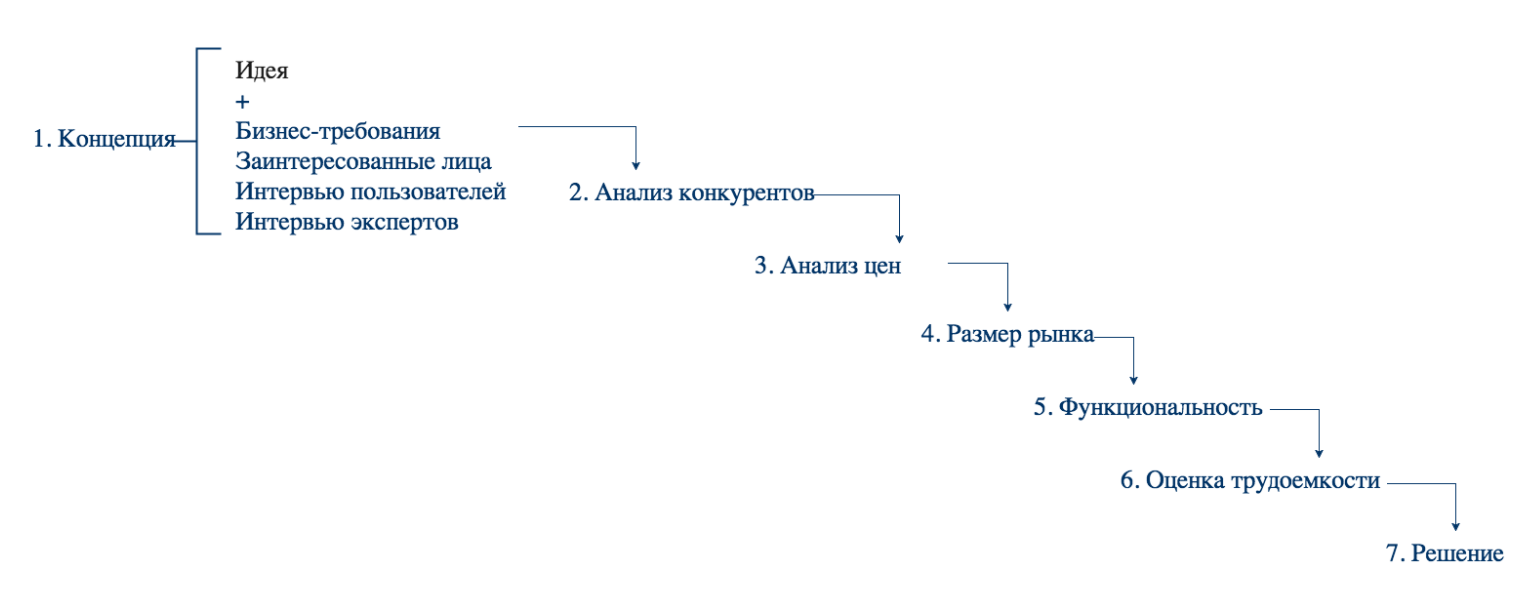 Идея
+
1. Концепция
Бизнес-требования
Заинтересованные лица
Интервью пользователей
Интервью экспертов
2. Анализ конкурентов
3. Анализ цен
4. Размер рынка
5. Функциональность
6. Оценка трудоемкости
7. Решение